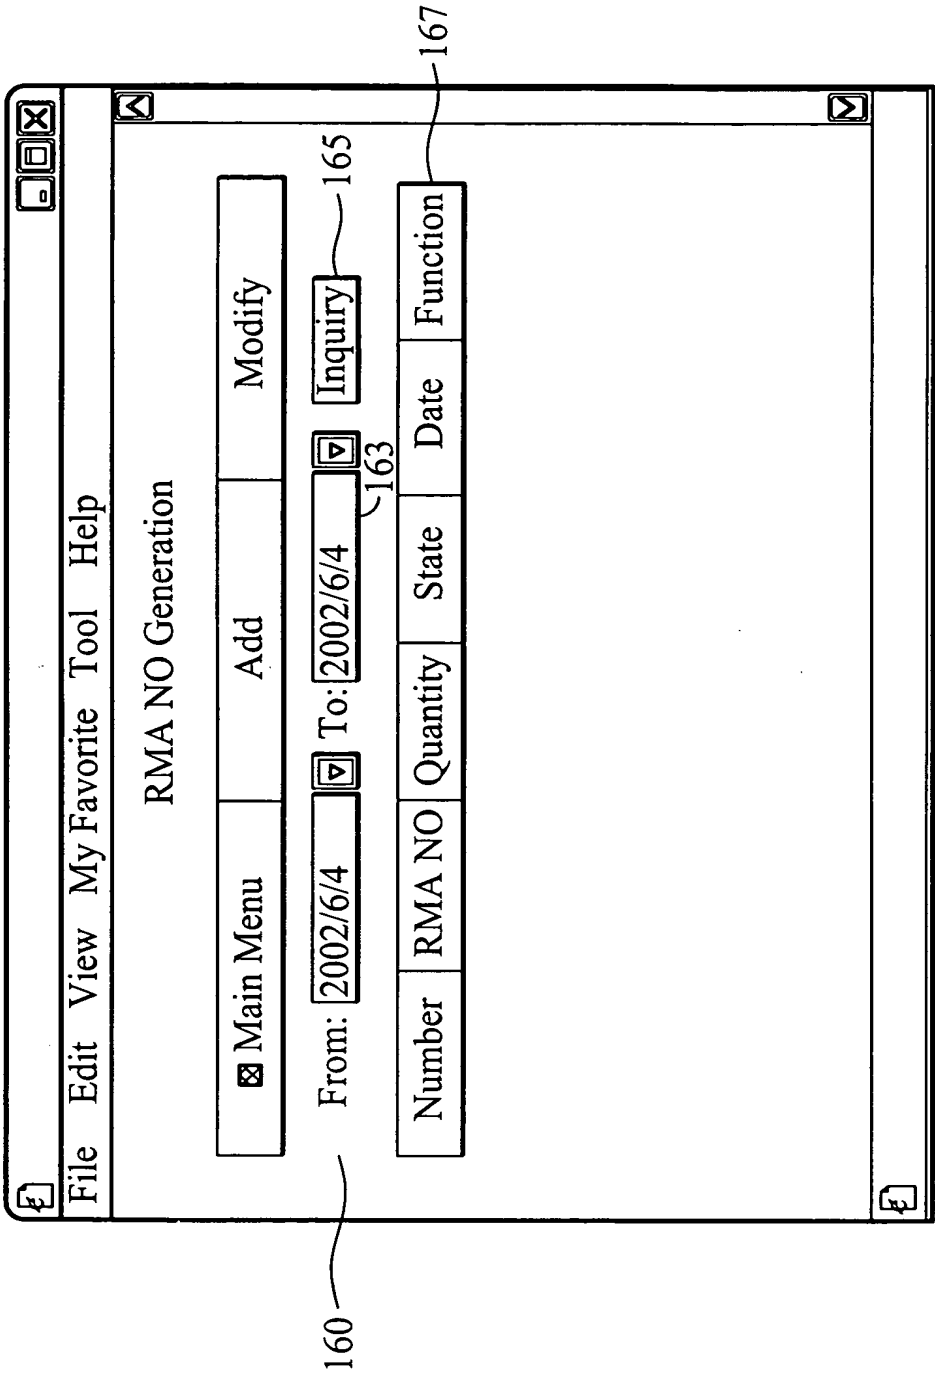 File Edit View My Favorite Tool Help
RMA NO Generation
Main Menu Add Modify
160 From: 2002/6/4 To: 2002/6/4 163 Inquiry 165
Number RMA NO Quantity State Date Function 167